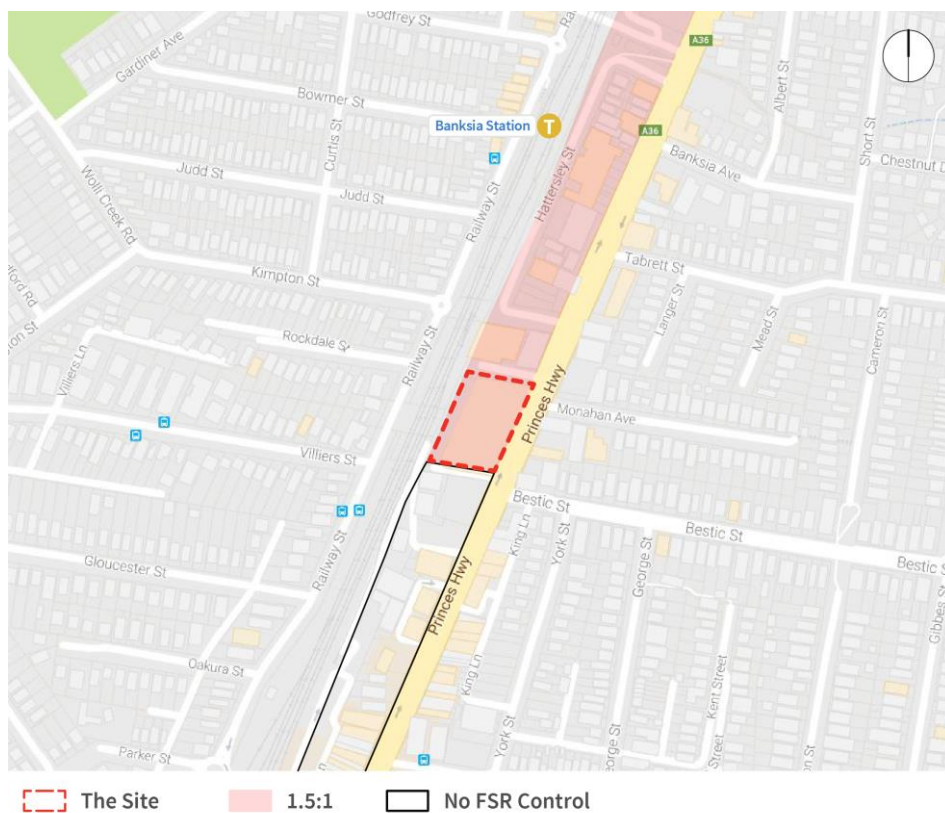 Godfrey St
Ra
A36
Gardiner Ave
Bowmer St
Curtis St
Albert St
Short St
Banksia Station
T
A36
Hattersley St
Banksia Ave
Chestnut D
Judd St
Judd St
Railway St
Wolli Creek Rd
Tabrett St
Kimpton St
Langer St
Mead St
Cameron St
Rockdale St
Railway St
Villiers Ln
Princes Hwy
Monahan Ave
Villiers St
Bestic St
Bestic St
Bestic S
King Ln
York St
George St
Railway St
Gloucester St
Princes Hwy
Gibbes St
Oakura St
King Ln
Kent Street
York St
Parker St
The Site
1.5:1
No FSR Control